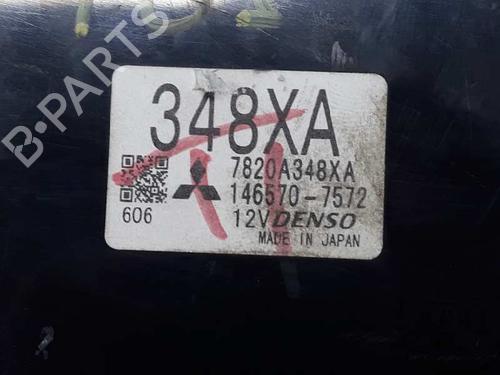 B-PARTS
348XA
7820A348XA
146570-7572
606
12V DENSO
MADE IN JAPAN